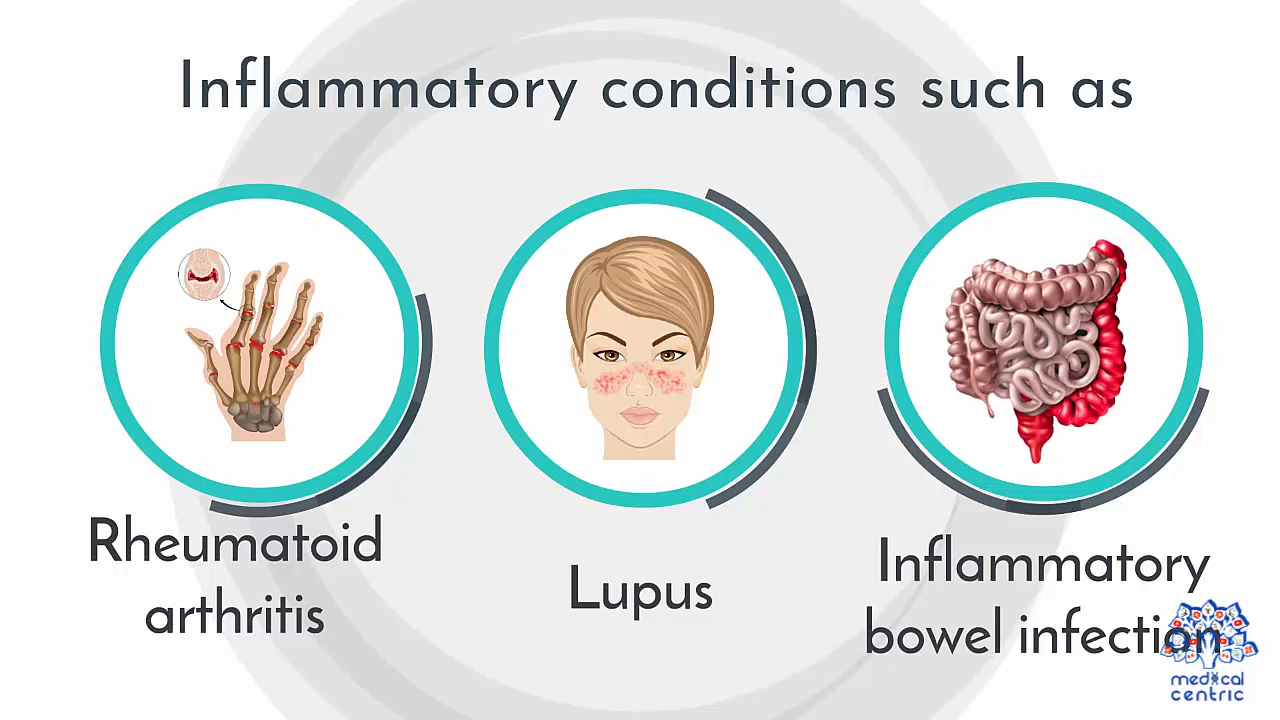 Inflammatory conditions such as
Rheumatoid
arthritis
Lupus
Inflammatory
bowel infection
medical
centric